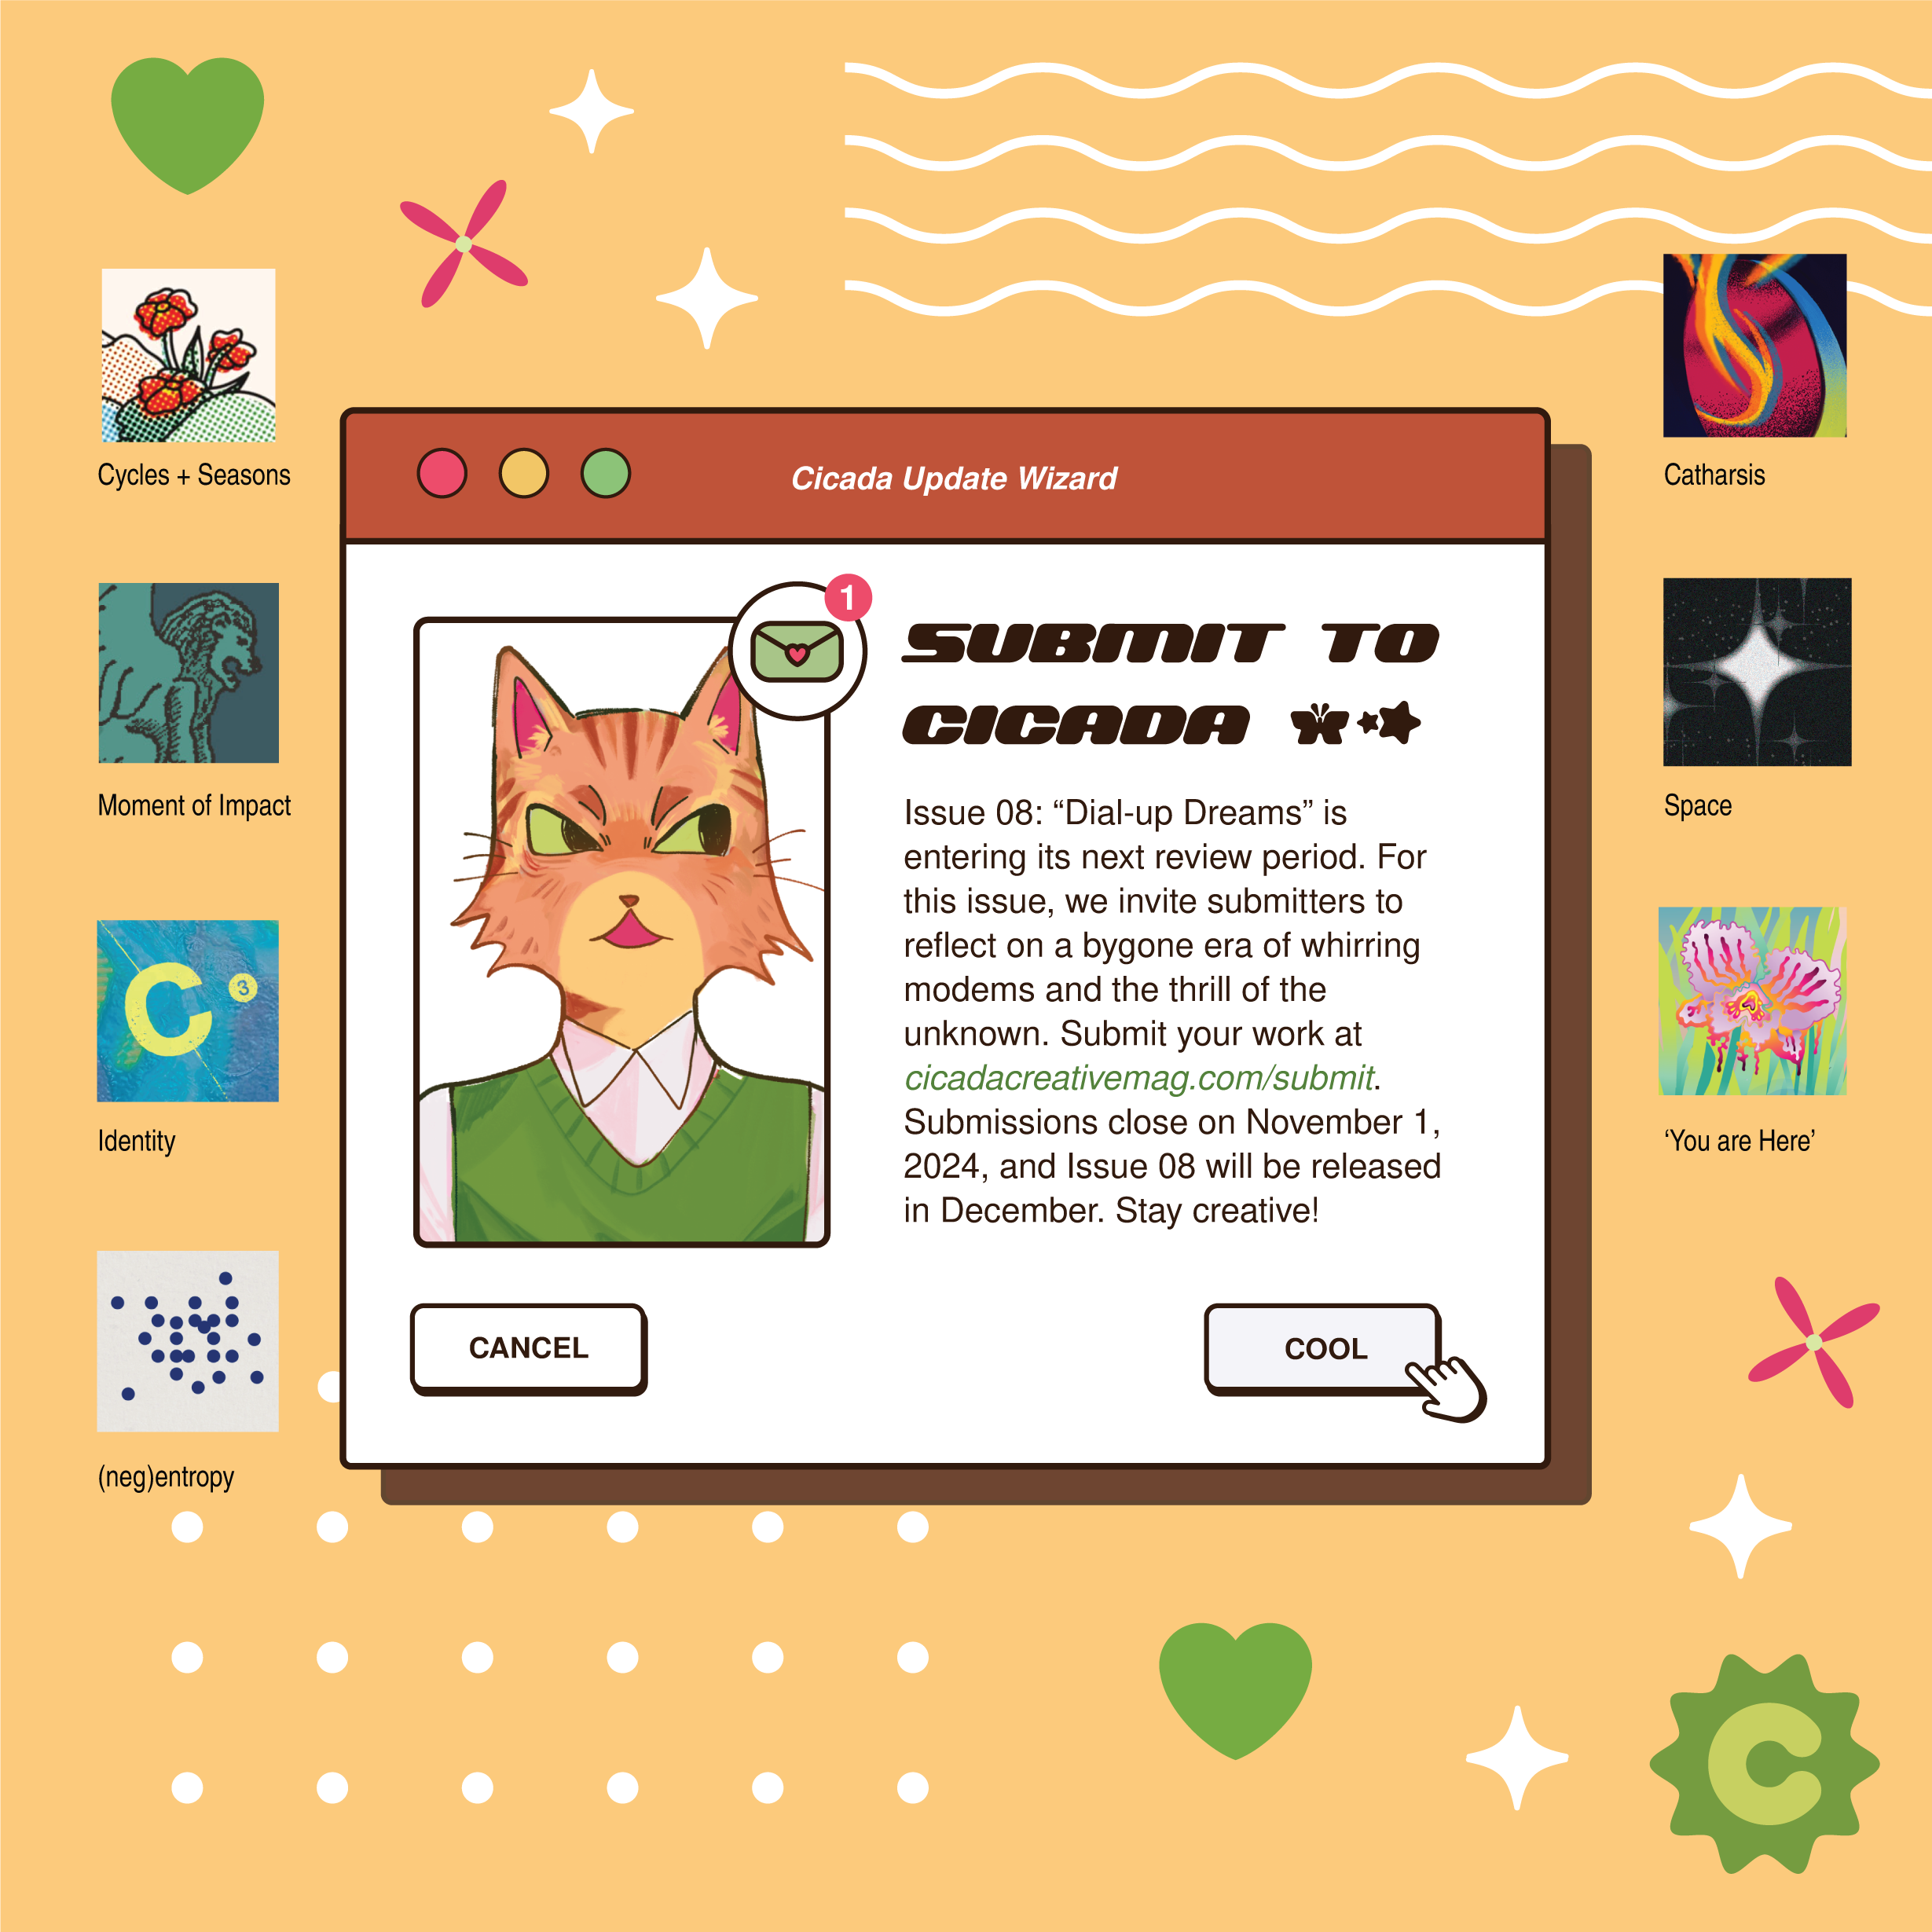 Cycles + Seasons
Moment of Impact
C 3
Identity
(neg)entropy
Cicada Update Wizard
1
SUBMIT TO
CICADA
Issue 08: “Dial-up Dreams” is
entering its next review period. For
this issue, we invite submitters to
reflect on a bygone era of whirring
modems and the thrill of the
unknown. Submit your work at
cicadacreativemag.com/submit.
Submissions close on November 1,
2024, and Issue 08 will be released
in December. Stay creative!
CANCEL
COOL
Catharsis
Space
‘You are Here’
C